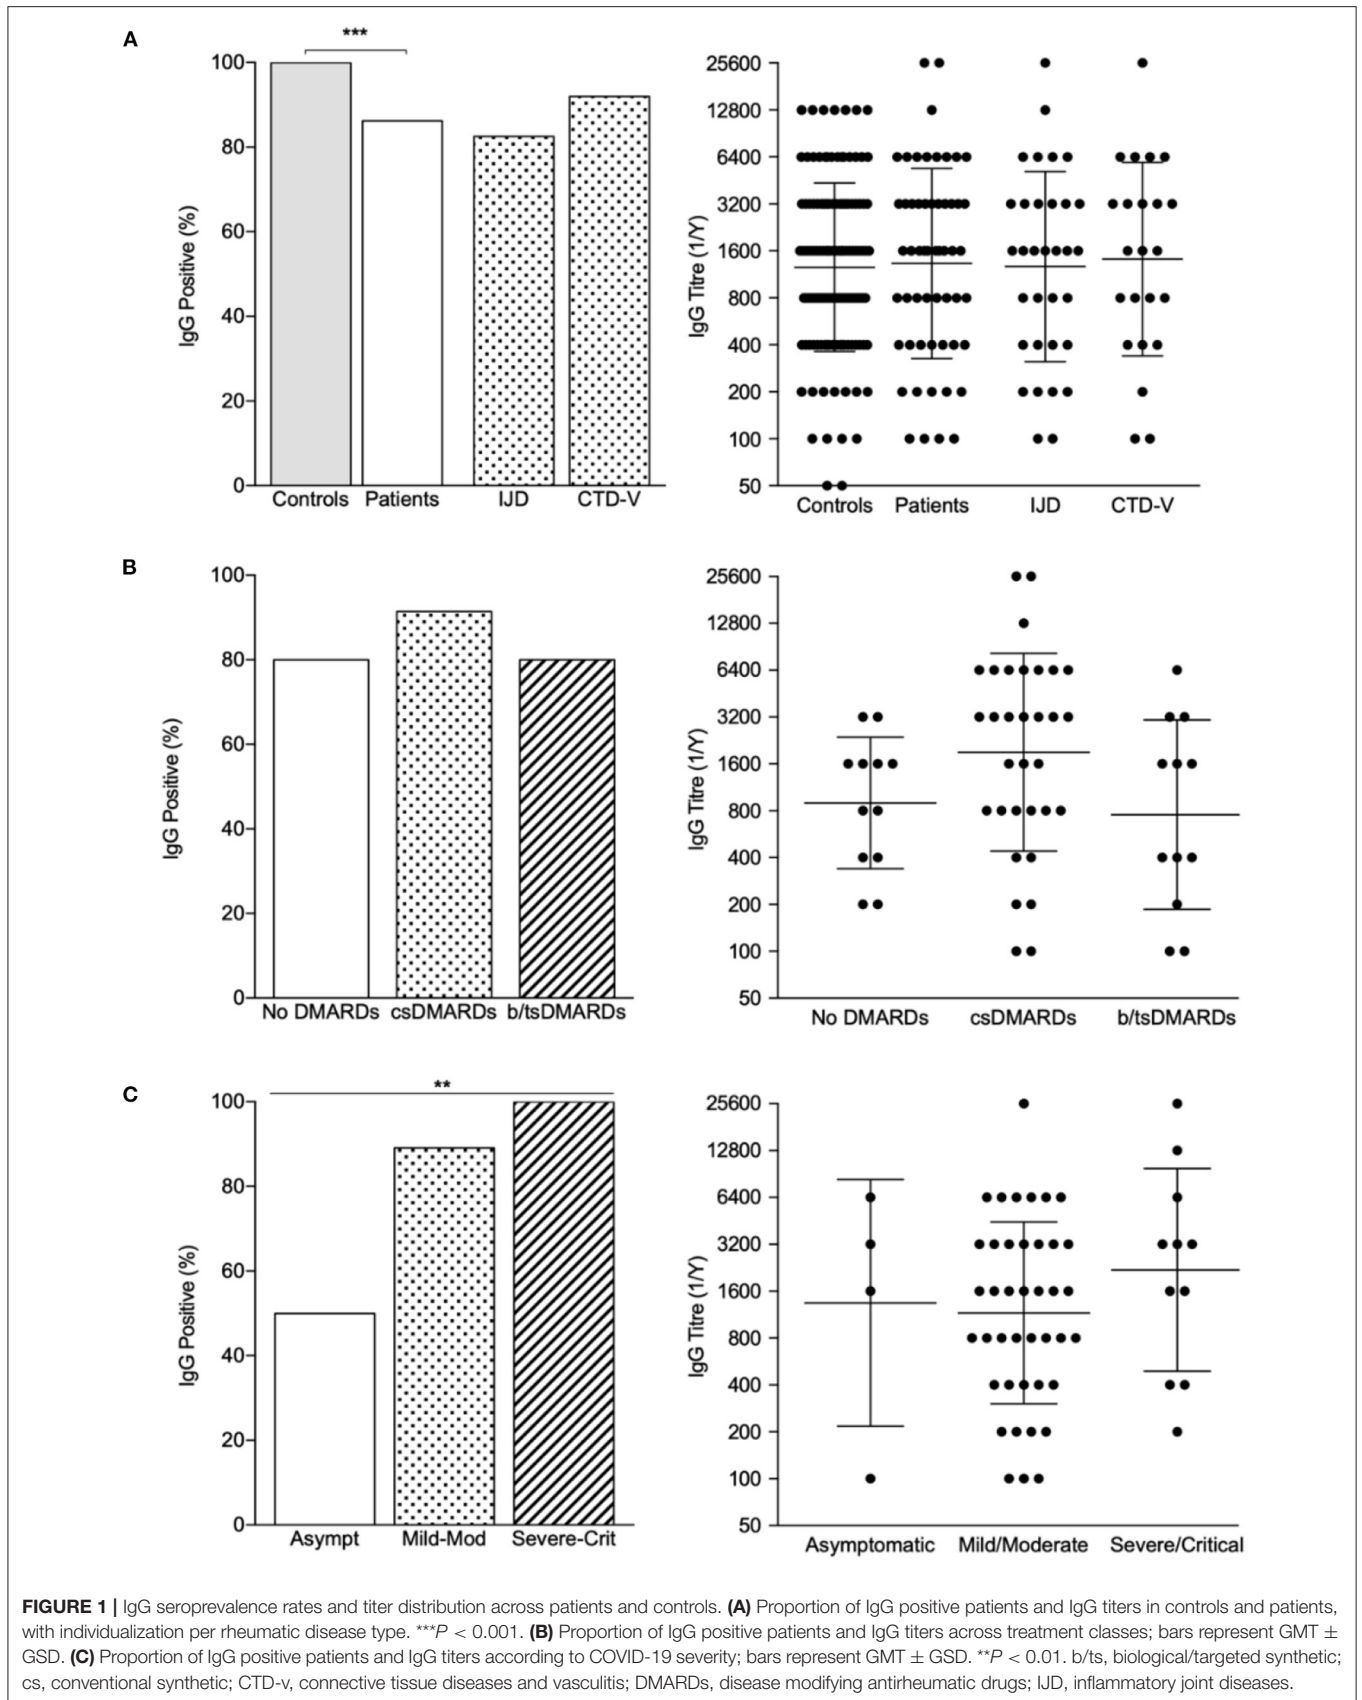 A
***
100
80
60
40
20
0
IgG Positive (%)
Controls Patients IJD CTD-V
25600
12800
6400
3200
1600
800
400
200
100
50
IgG Titre (1/Y)
Controls Patients IJD CTD-V
B
100
80
60
40
20
0
IgG Positive (%)
No DMARDs csDMARDs b/tsDMARDs
25600
12800
6400
3200
1600
800
400
200
100
50
IgG Titre (1/Y)
No DMARDs csDMARDs b/tsDMARDs
C
**
100
80
60
40
20
0
IgG Positive (%)
Asympt Mild-Mod Severe-Crit
25600
12800
6400
3200
1600
800
400
200
100
50
IgG Titre (1/Y)
Asymptomatic Mild/Moderate Severe/Critical
FIGURE 1 | IgG seroprevalence rates and titer distribution across patients and controls. (A) Proportion of IgG positive patients and IgG titers in controls and patients,
with individualization per rheumatic disease type. ***P < 0.001. (B) Proportion of IgG positive patients and IgG titers across treatment classes; bars represent GMT ±
GSD. (C) Proportion of IgG positive patients and IgG titers according to COVID-19 severity; bars represent GMT ± GSD. **P < 0.01. b/ts, biological/targeted synthetic;
cs, conventional synthetic; CTD-v, connective tissue diseases and vasculitis; DMARDs, disease modifying antirheumatic drugs; IJD, inflammatory joint diseases.